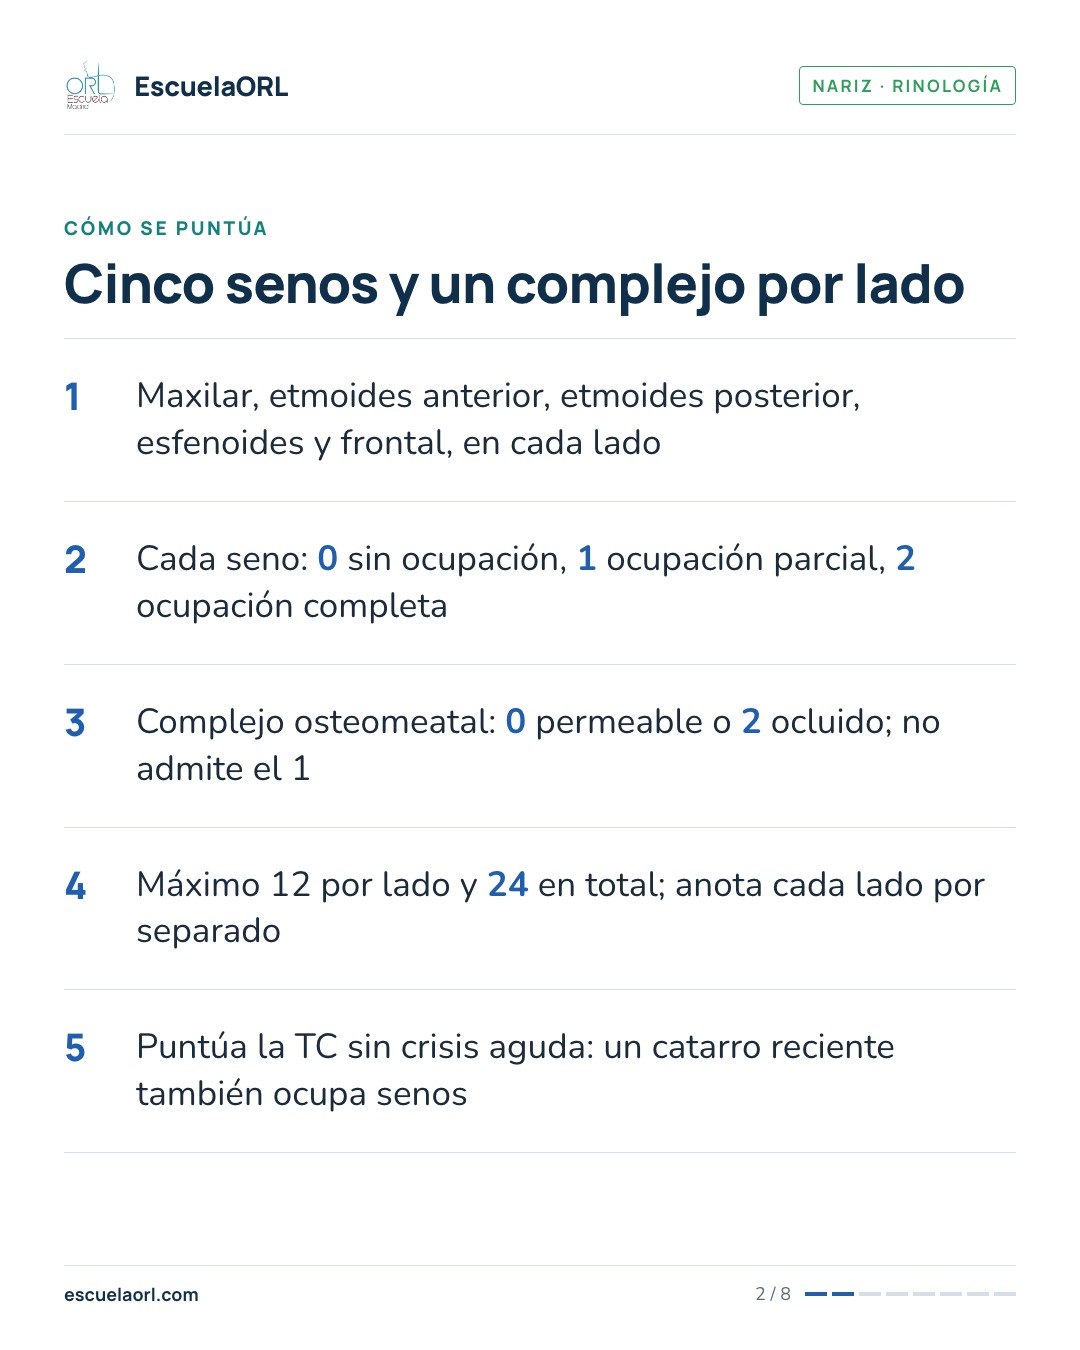 ORL
Escuela
Madrid
EscuelaORL
NARIZ · RINOLOGÍA
CÓMO SE PUNTÚA
Cinco senos y un complejo por lado
1
Maxilar, etmoides anterior, etmoides posterior,
esfenoides y frontal, en cada lado
2
Cada seno: 0 sin ocupación, 1 ocupación parcial, 2
ocupación completa
3
Complejo osteomeatal: 0 permeable o 2 ocluido; no
admite el 1
4
Máximo 12 por lado y 24 en total; anota cada lado por
separado
5
Puntúa la TC sin crisis aguda: un catarro reciente
también ocupa senos
escuelaorl.com
2 / 8